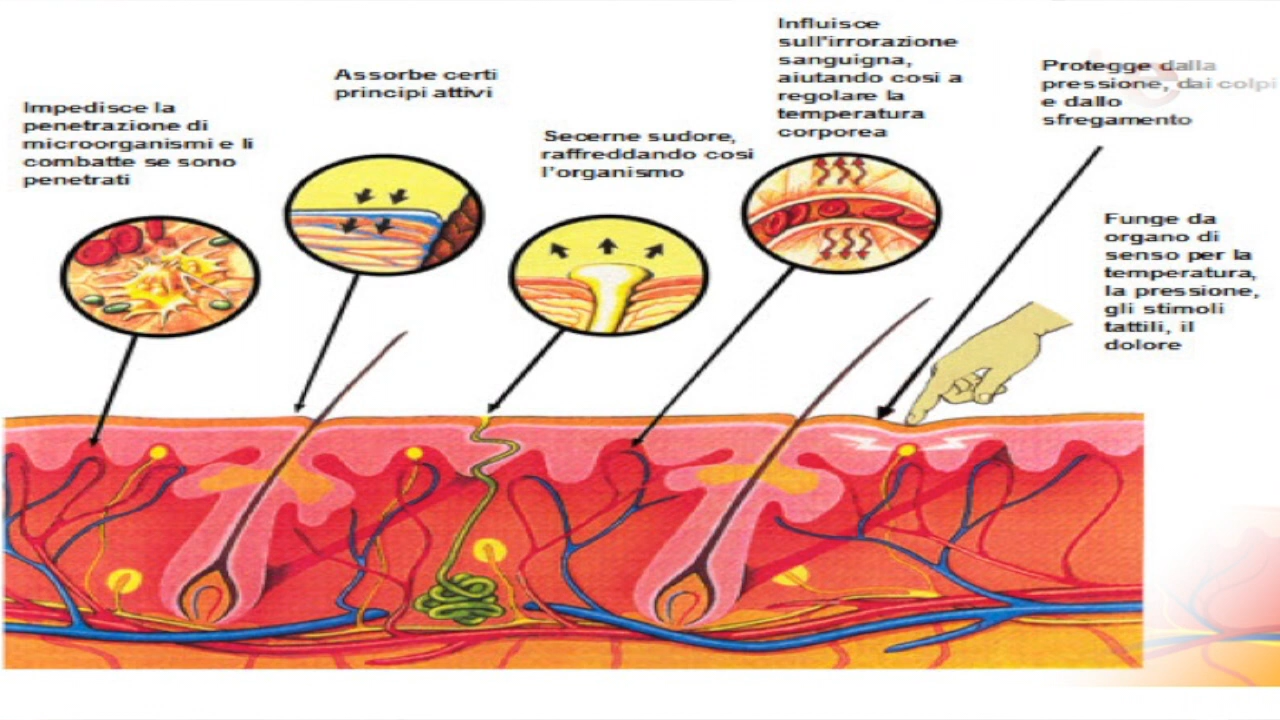 Impedisce la
penetrazione di
microorganismi e li
combatte se sono
penetrati
Assorbe certi
principi attivi
Secerne sudore,
raffreddando cosi
l'organismo
Influisce
sull'irrorazione
sanguigna,
aiutando cosi a
regolare la
temperatura
corporea
Protegge dalla
pressione, dai colpi
e dallo
sfregamento
Funge da
organo di
senso per la
temperatura,
la pressione,
gli stimoli
tattili, il
dolore